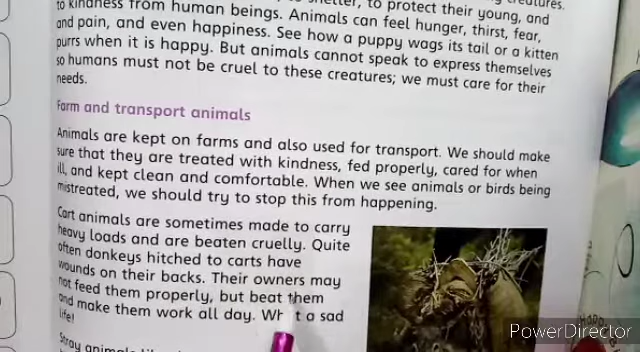 to kindness from human beings. Animals can feel hunger, thirst, fear,
and pain, and even happiness. See how a puppy wags its tail or a kitten
purrs when it is happy. But animals cannot speak to express themselves
so humans must not be cruel to these creatures; we must care for their
needs.
Farm and transport animals
Animals are kept on farms and also used for transport. We should make
sure that they are treated with kindness, fed properly, cared for when
ill, and kept clean and comfortable. When we see animals or birds being
mistreated, we should try to stop this from happening.
Cart animals are sometimes made to carry
heavy loads and are beaten cruelly. Quite
often donkeys hitched to carts have
wounds on their backs. Their owners may
not feed them properly, but beat them
and make them work all day. Wh t a sad
life!
Stray animals
PowerDirector